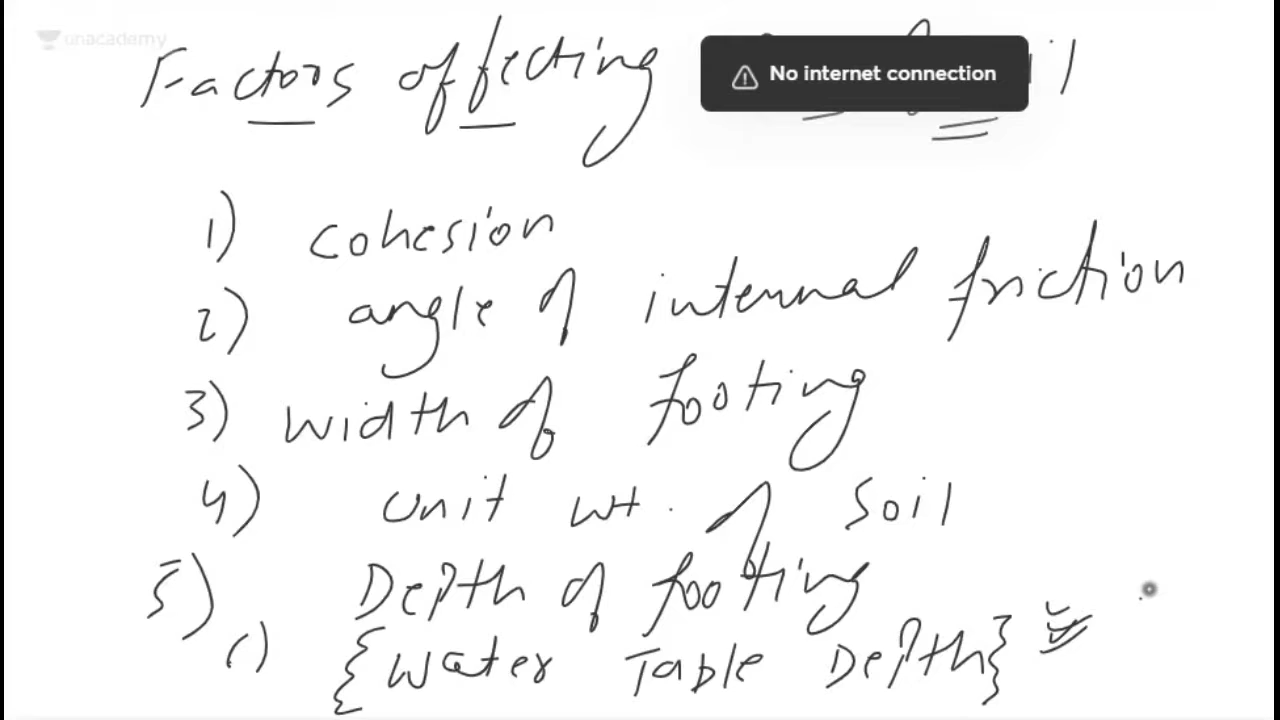 unacademy
Factors offecting
No internet connection
1) cohesion
2) angle of internal friction
3) width of footing
4) unit wt. of soil
5) Depth of footing
{Water Table Depth}